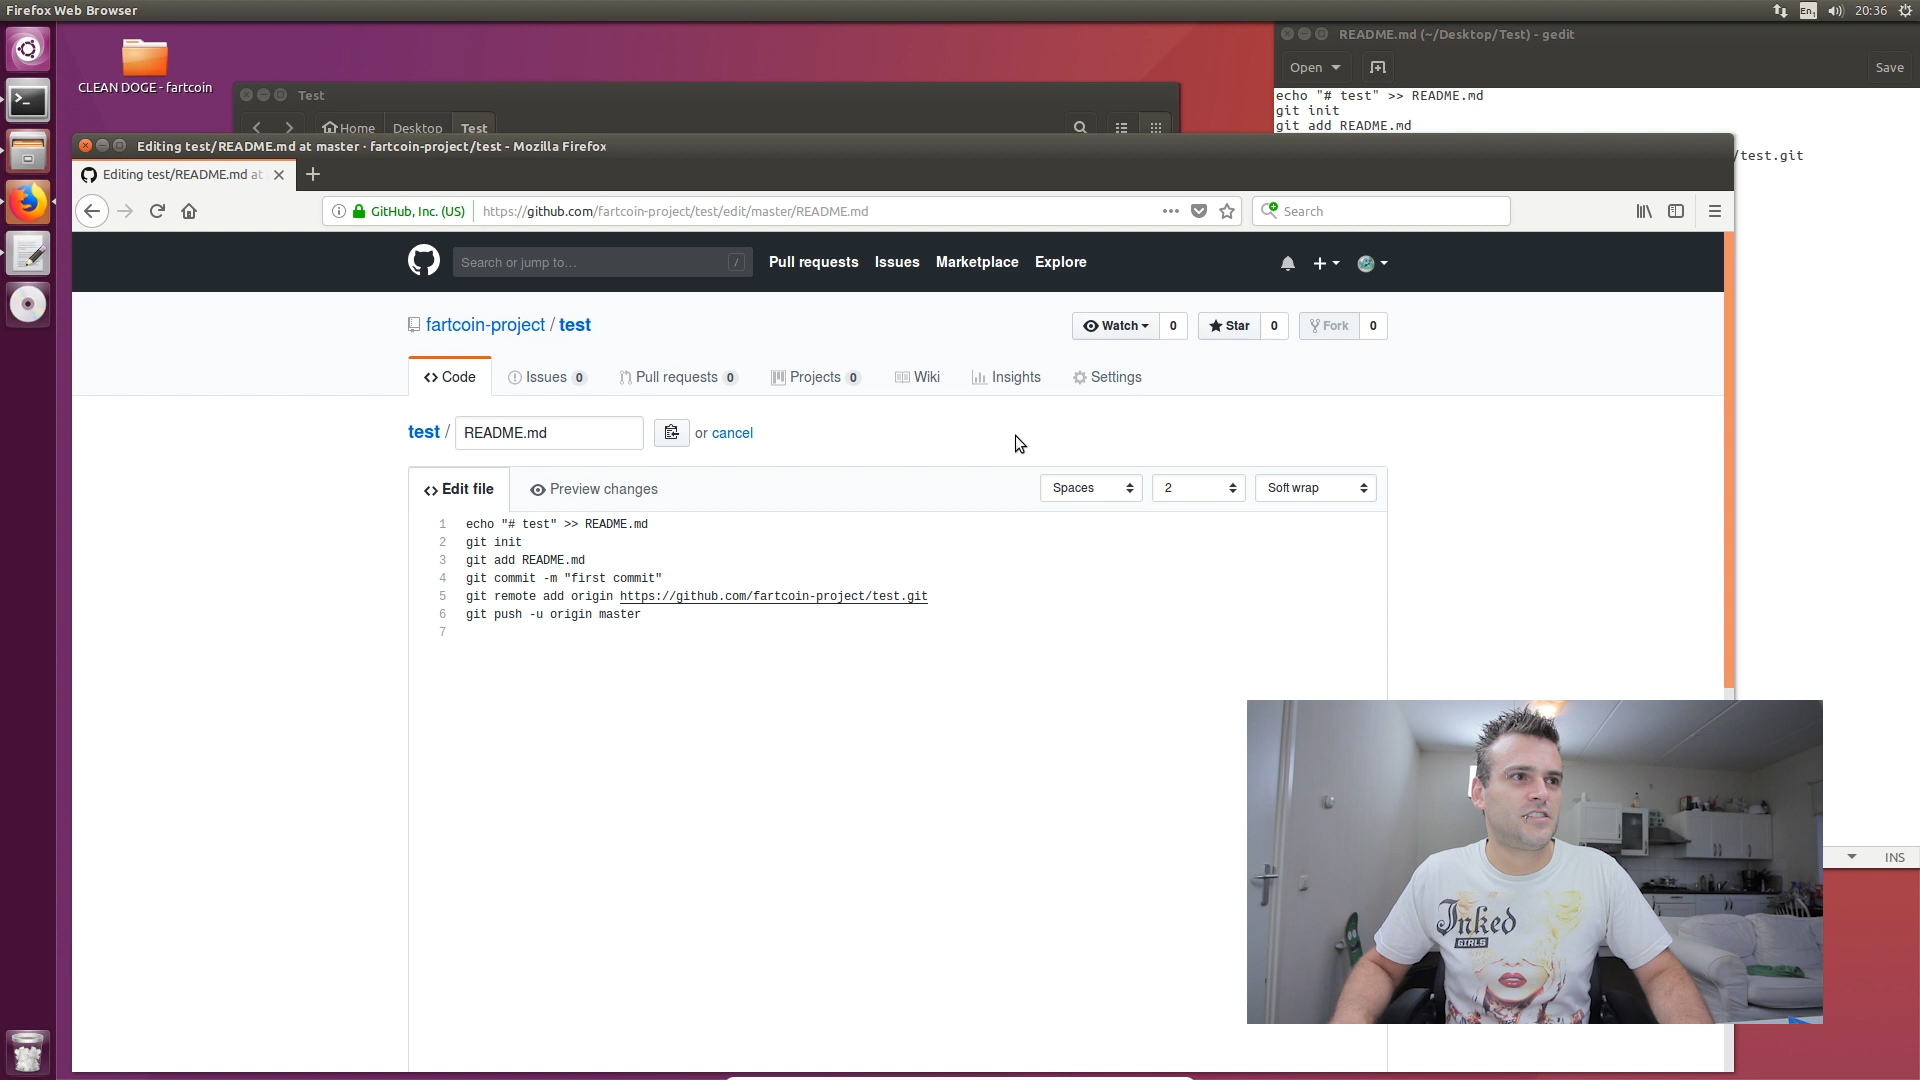 Firefox Web Browser
En1
20:36
CLEAN DOGE - fartcoin
Test
Home Desktop Test
README.md (~/Desktop/Test) - gedit
Open
Save
echo "# test" >> README.md
git init
git add README.md
/test.git
INS
Editing test/README.md at master · fartcoin-project/test - Mozilla Firefox
Editing test/README.md at
GitHub, Inc. (US) https://github.com/fartcoin-project/test/edit/master/README.md
Search
Search or jump to... /
Pull requests Issues Marketplace Explore
fartcoin-project / test
Watch 0 Star 0 Fork 0
Code Issues 0 Pull requests 0 Projects 0 Wiki Insights Settings
test / README.md or cancel
Edit file Preview changes Spaces 2 Soft wrap
1 echo "# test" >> README.md
2 git init
3 git add README.md
4 git commit -m "first commit"
5 git remote add origin https://github.com/fartcoin-project/test.git
6 git push -u origin master
7
Inked
GIRLS